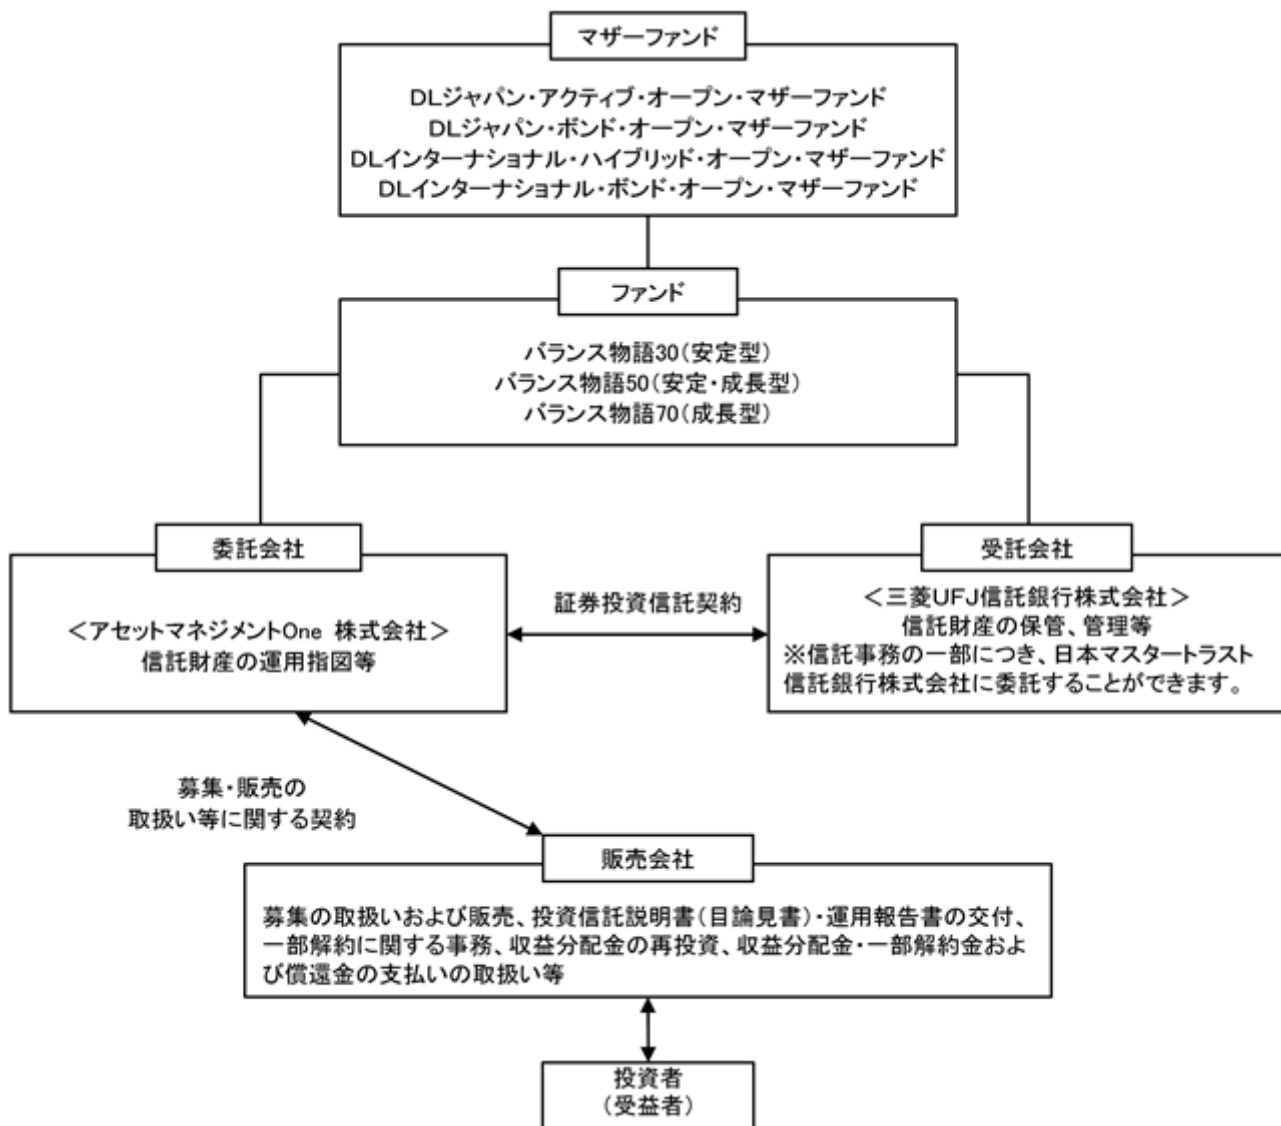 マザーファンド
DLジャパン・アクティブ・オープン・マザーファンド
DLジャパン・ボンド・オープン・マザーファンド
DLインターナショナル・ハイブリッド・オープン・マザーファンド
DLインターナショナル・ボンド・オープン・マザーファンド
ファンド
バランス物語30(安定型)
バランス物語50(安定・成長型)
バランス物語70(成長型)
委託会社
＜アセットマネジメントOne 株式会社＞
信託財産の運用指図等
証券投資信託契約
受託会社
＜三菱UFJ信託銀行株式会社＞
信託財産の保管、管理等
※信託事務の一部につき、日本マスタートラスト
信託銀行株式会社に委託することができます。
募集・販売の
取扱い等に関する契約
販売会社
募集の取扱いおよび販売、投資信託説明書(目論見書)・運用報告書の交付、
一部解約に関する事務、収益分配金の再投資、収益分配金・一部解約金およ
び償還金の支払いの取扱い等
投資者
(受益者)